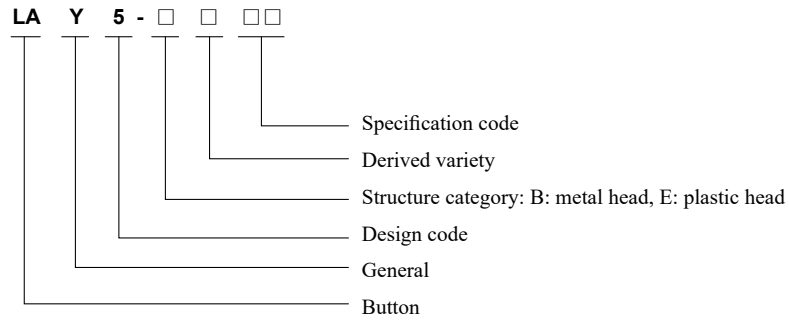 LA Y 5 - □ □ □□
Specification code
Derived variety
Structure category: B: metal head, E: plastic head
Design code
General
Button